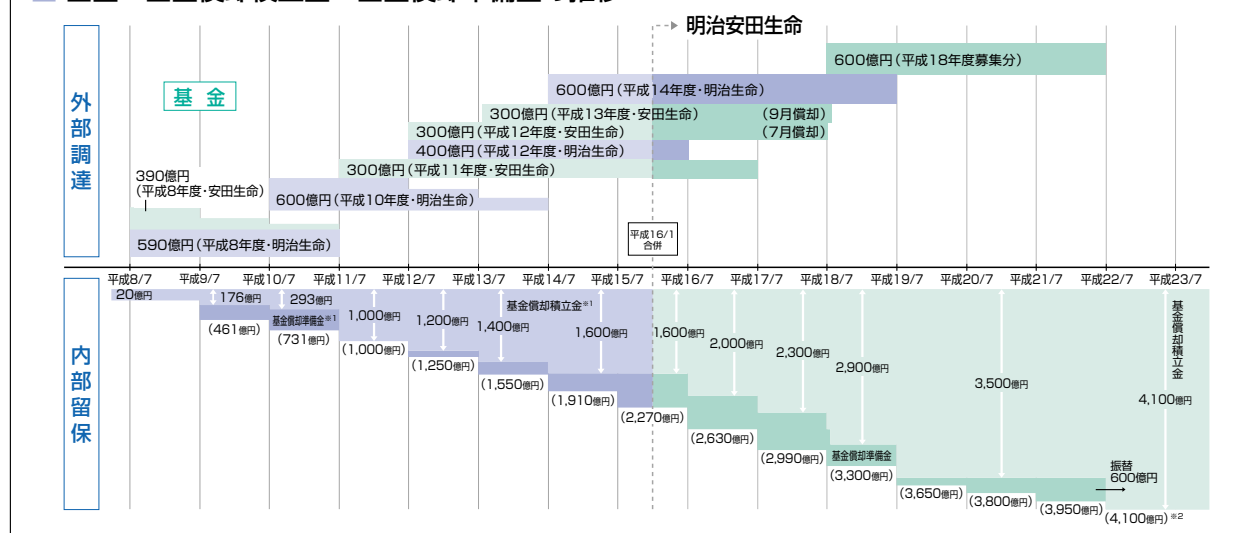 明治安田生命
外部調達
基金
600億円(平成18年度募集分)
600億円(平成14年度・明治生命)
300億円(平成13年度・安田生命)
(9月償却)
300億円(平成12年度・安田生命)
(7月償却)
400億円(平成12年度・明治生命)
300億円(平成11年度・安田生命)
390億円
(平成8年度・安田生命)
600億円(平成10年度・明治生命)
590億円(平成8年度・明治生命)
平成16/1
合併
平成8/7 平成9/7 平成10/7 平成11/7 平成12/7 平成13/7 平成14/7 平成15/7 平成16/7 平成17/7 平成18/7 平成19/7 平成20/7 平成21/7 平成22/7 平成23/7
内部留保
20億円
176億円
293億円
基金償却準備金※1
1,000億円
1,200億円
1,400億円
基金償却積立金※1
1,600億円
1,600億円
2,000億円
2,300億円
2,900億円
3,500億円
基金償却積立金
4,100億円
(461億円)
(731億円)
(1,000億円)
(1,250億円)
(1,550億円)
(1,910億円)
(2,270億円)
(2,630億円)
(2,990億円)
基金償却準備金
(3,300億円)
(3,650億円)
(3,800億円)
(3,950億円)
振替
600億円
(4,100億円)※2